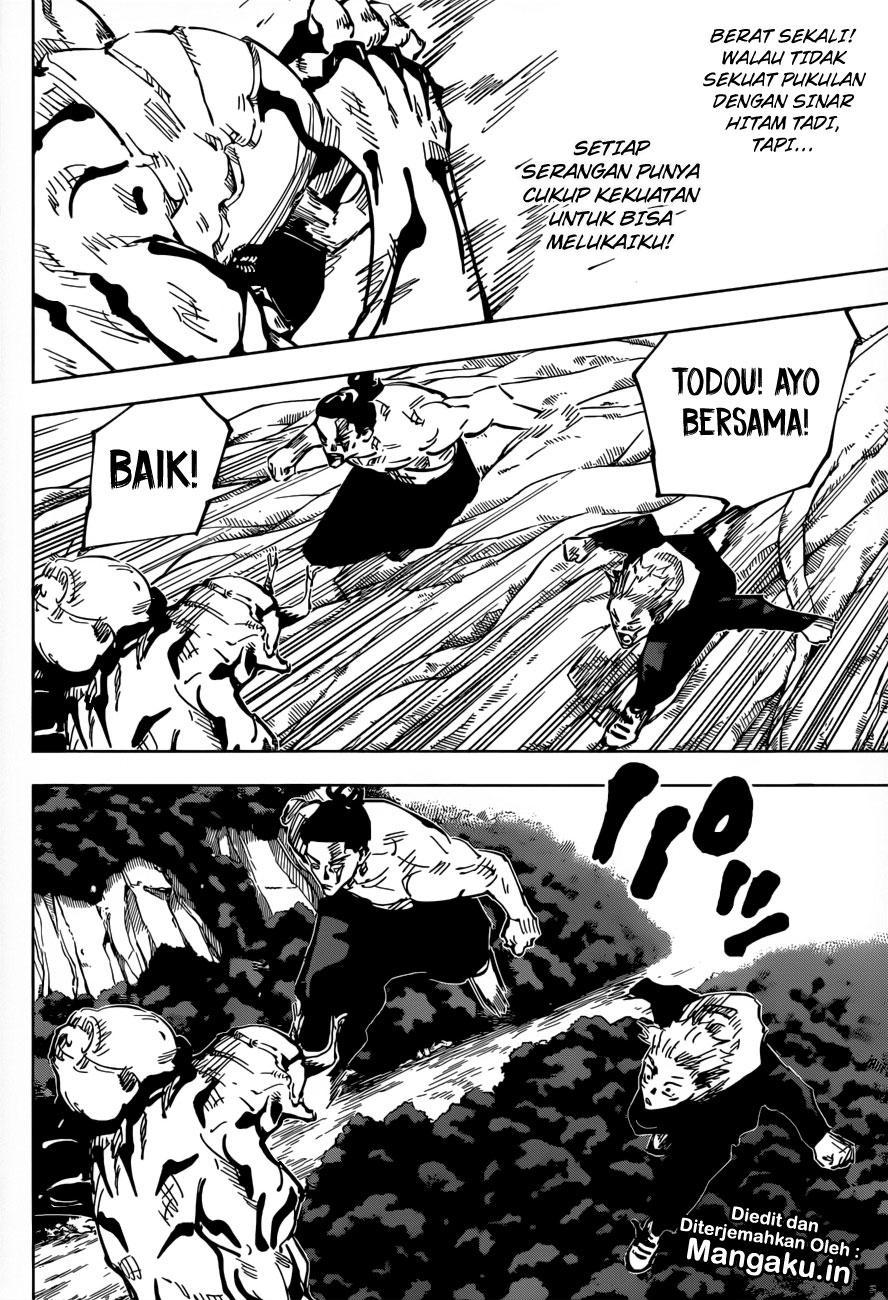 BERAT SEKALI!
WALAU TIDAK
SEKUAT PUKULAN
DENGAN SINAR
HITAM TADI,
TAPI...
SETIAP
SERANGAN PUNYA
CUKUP KEKUATAN
UNTUK BISA
MELUKAIKU!
TODOU! AYO
BERSAMA!
BAIK!
Diedit dan
Diterjemahkan Oleh :
Mangaku.in